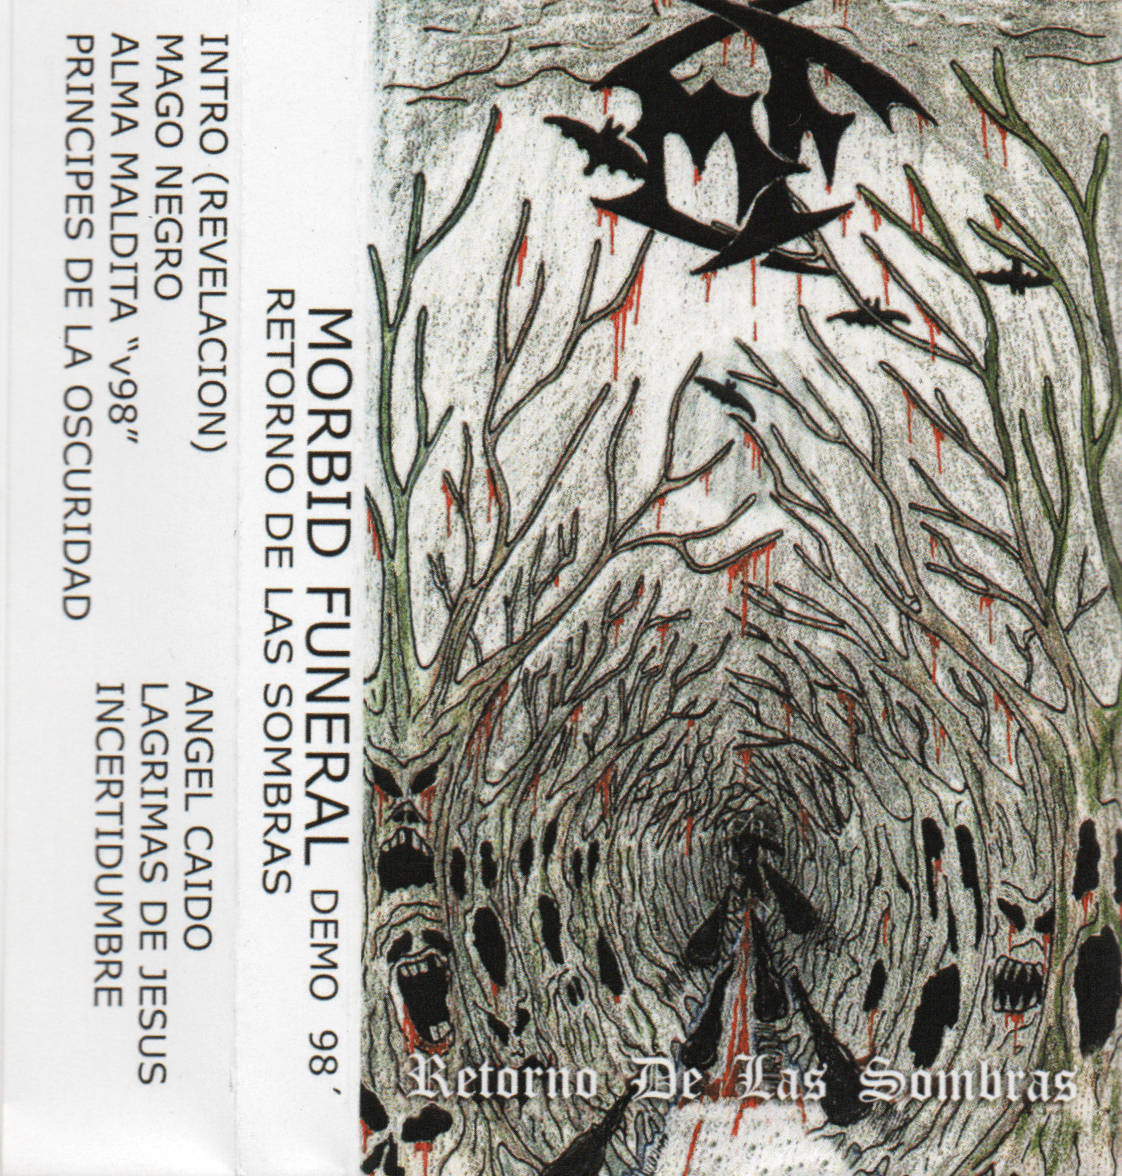 INTRO (REVELACION)
MAGO NEGRO
ALMA MALDITA “v98”
PRINCIPES DE LA OSCURIDAD
ANGEL CAIDO
LAGRIMAS DE JESUS
INCERTIDUMBRE
MORBID FUNERAL DEMO 98´
RETORNO DE LAS SOMBRAS
Retorno De Las Sombras